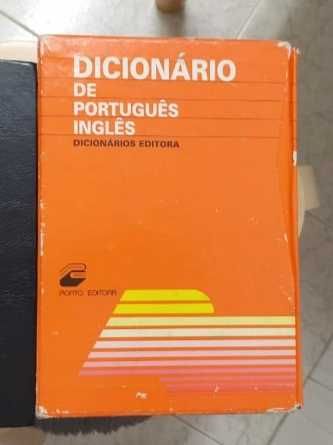 DICIONÁRIO
DE
PORTUGUÊS
INGLÊS
DICIONÁRIOS EDITORA
PORTO EDITORA